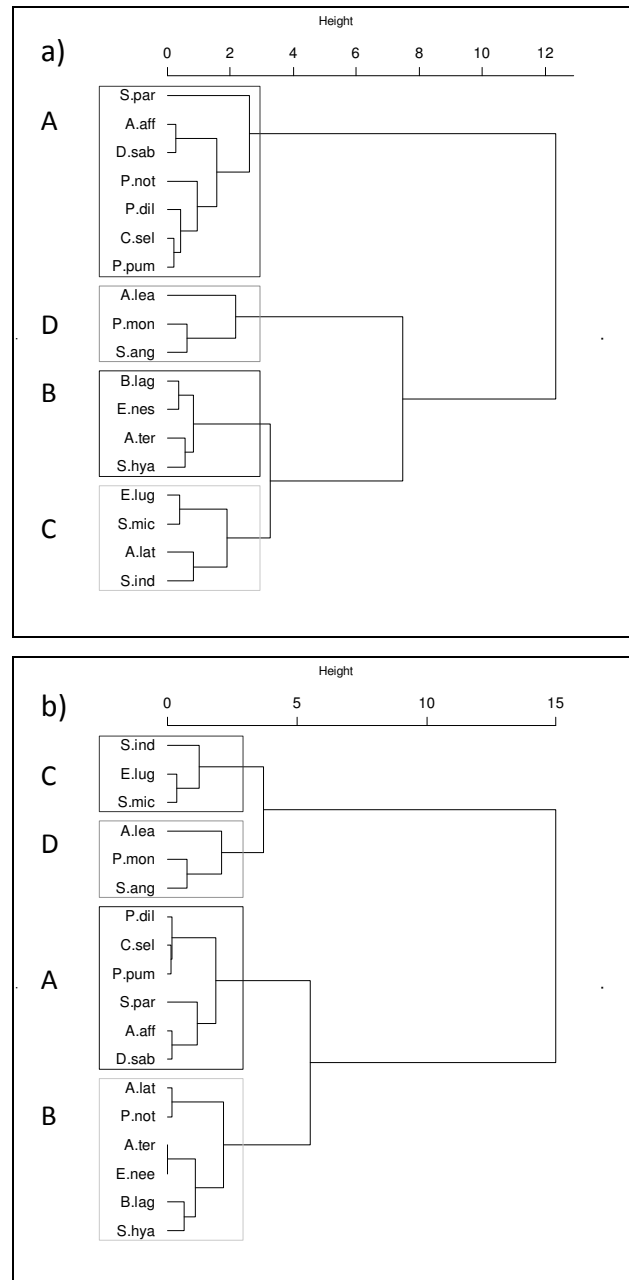 Height
a)
0 2 4 6 8 10 12
A
S.par
A.aff
D.sab
P.not
P.dil
C.sel
P.pum
D
A.lea
P.mon
S.ang
B
B.lag
E.nes
A.ter
S.hya
C
E.lug
S.mic
A.lat
S.ind
Height
b)
0 5 10 15
C
S.ind
E.lug
S.mic
D
A.lea
P.mon
S.ang
A
P.dil
C.sel
P.pum
S.par
A.aff
D.sab
B
A.lat
P.not
A.ter
E.nee
B.lag
S.hya